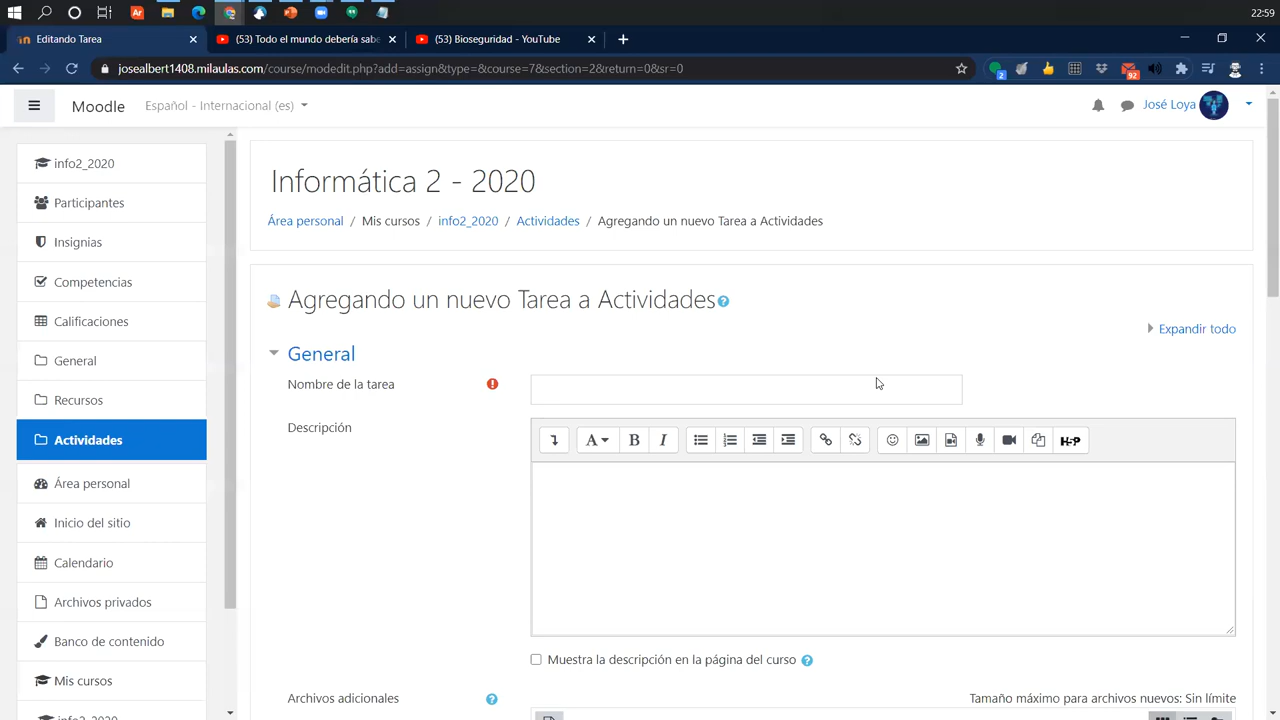 22:59
Editando Tarea
(53) Todo el mundo debería sabe
(53) Bioseguridad - YouTube
josealbert1408.milaulas.com/course/modedit.php?add=assign&type=&course=7&section=2&return=0&sr=0
2
92
Moodle
Español - Internacional (es)
José Loya
info2_2020
Participantes
Insignias
Competencias
Calificaciones
General
Recursos
Actividades
Área personal
Inicio del sitio
Calendario
Archivos privados
Banco de contenido
Mis cursos
info2_2020
Informática 2 - 2020
Área personal / Mis cursos / info2_2020 / Actividades / Agregando un nuevo Tarea a Actividades
Agregando un nuevo Tarea a Actividades
Expandir todo
General
Nombre de la tarea
Descripción
A B I H-P
Muestra la descripción en la página del curso
Archivos adicionales
Tamaño máximo para archivos nuevos: Sin límite